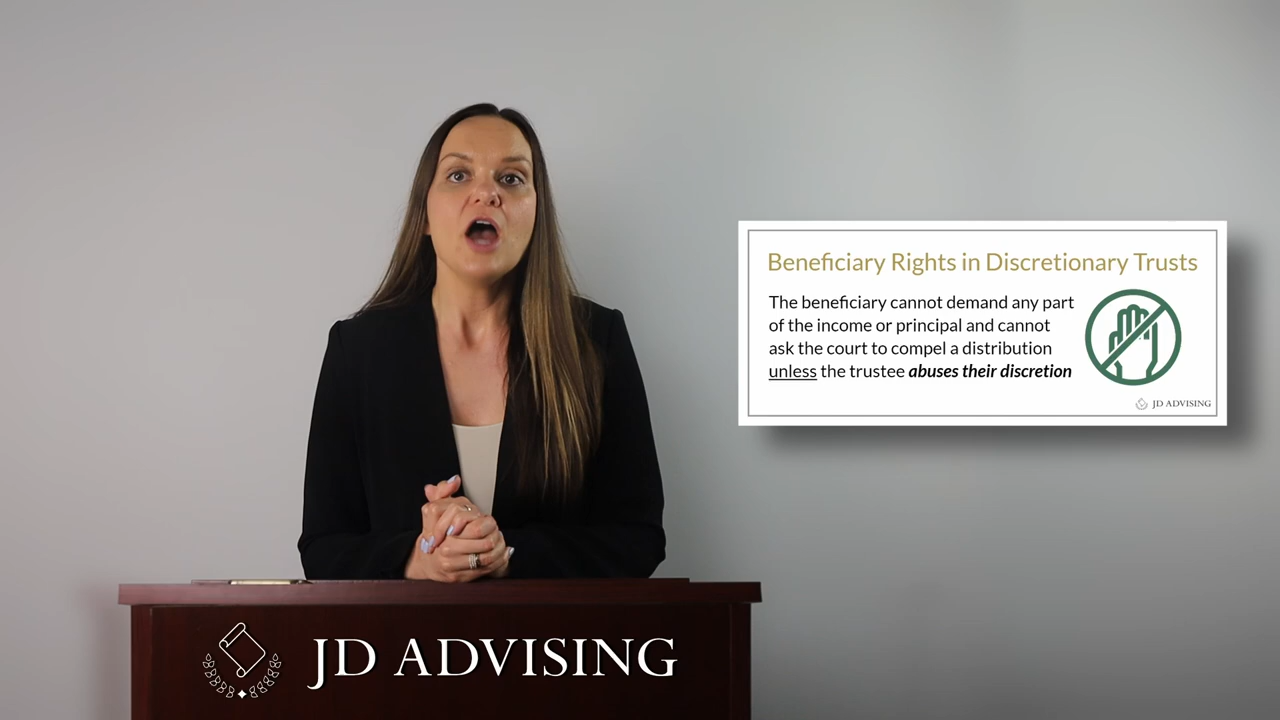 Beneficiary Rights in Discretionary Trusts
The beneficiary cannot demand any part
of the income or principal and cannot
ask the court to compel a distribution
unless the trustee abuses their discretion
JD ADVISING
JD ADVISING